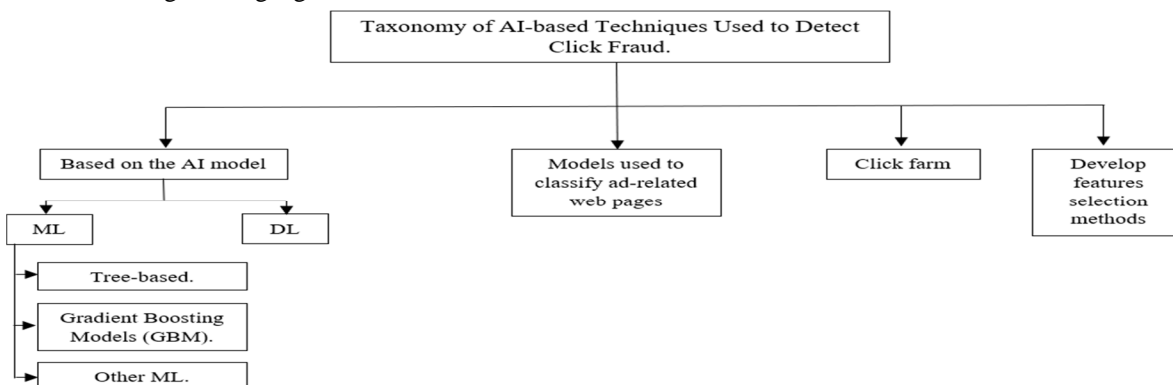 Taxonomy of AI-based Techniques Used to Detect
Click Fraud.
Based on the AI model
Models used to
classify ad-related
web pages
Click farm
Develop
features
selection
methods
ML
DL
Tree-based.
Gradient Boosting
Models (GBM).
Other ML.